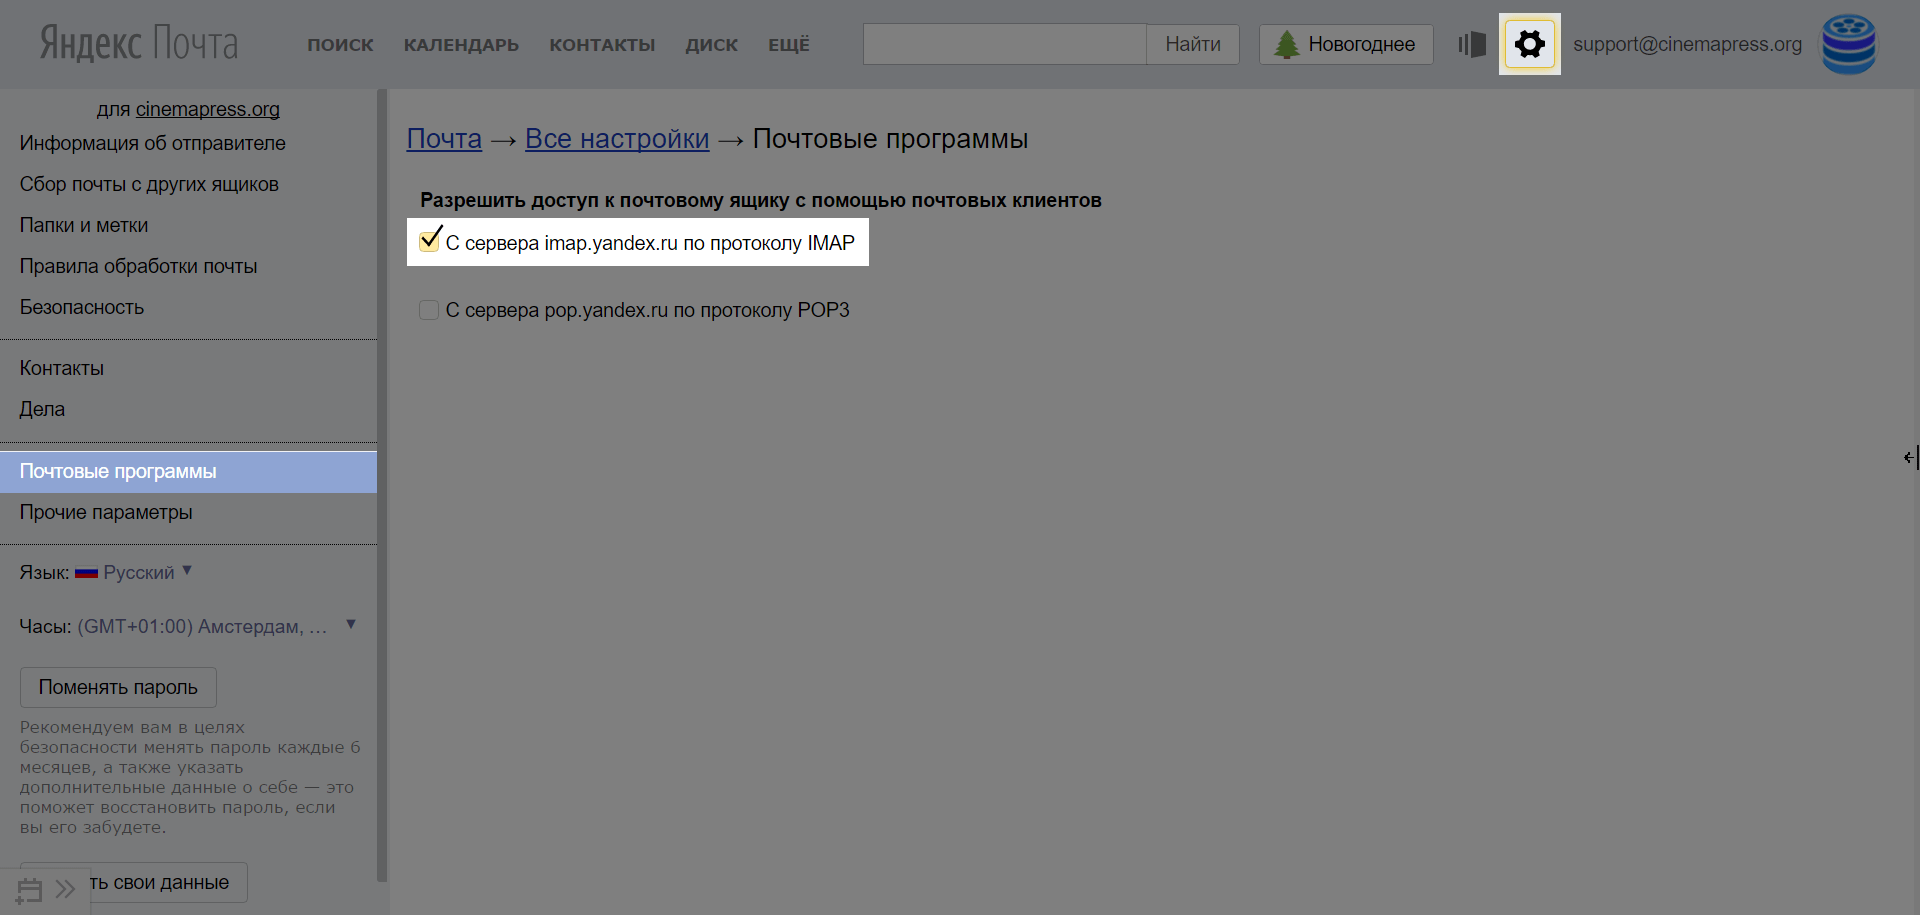 Яндекс Почта
ПОИСК КАЛЕНДАРЬ КОНТАКТЫ ДИСК ЕЩЁ
Найти
Новогоднее
support@cinemapress.org
для cinemapress.org
Информация об отправителе
Сбор почты с других ящиков
Папки и метки
Правила обработки почты
Безопасность
Контакты
Дела
Почтовые программы
Прочие параметры
Язык: Русский ▼
Часы: (GMT+01:00) Амстердам, ... ▼
Поменять пароль
Рекомендуем вам в целях
безопасности менять пароль каждые 6
месяцев, а также указать
дополнительные данные о себе — это
поможет восстановить пароль, если
вы его забудете.
ть свои данные
Почта → Все настройки → Почтовые программы
Разрешить доступ к почтовому ящику с помощью почтовых клиентов
С сервера imap.yandex.ru по протоколу IMAP
С сервера pop.yandex.ru по протоколу POP3